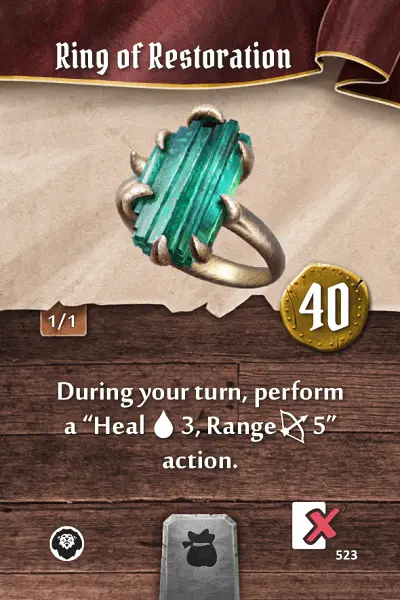 Ring of Restoration
1/1
40
During your turn, perform
a “Heal 3, Range 5”
action.
523